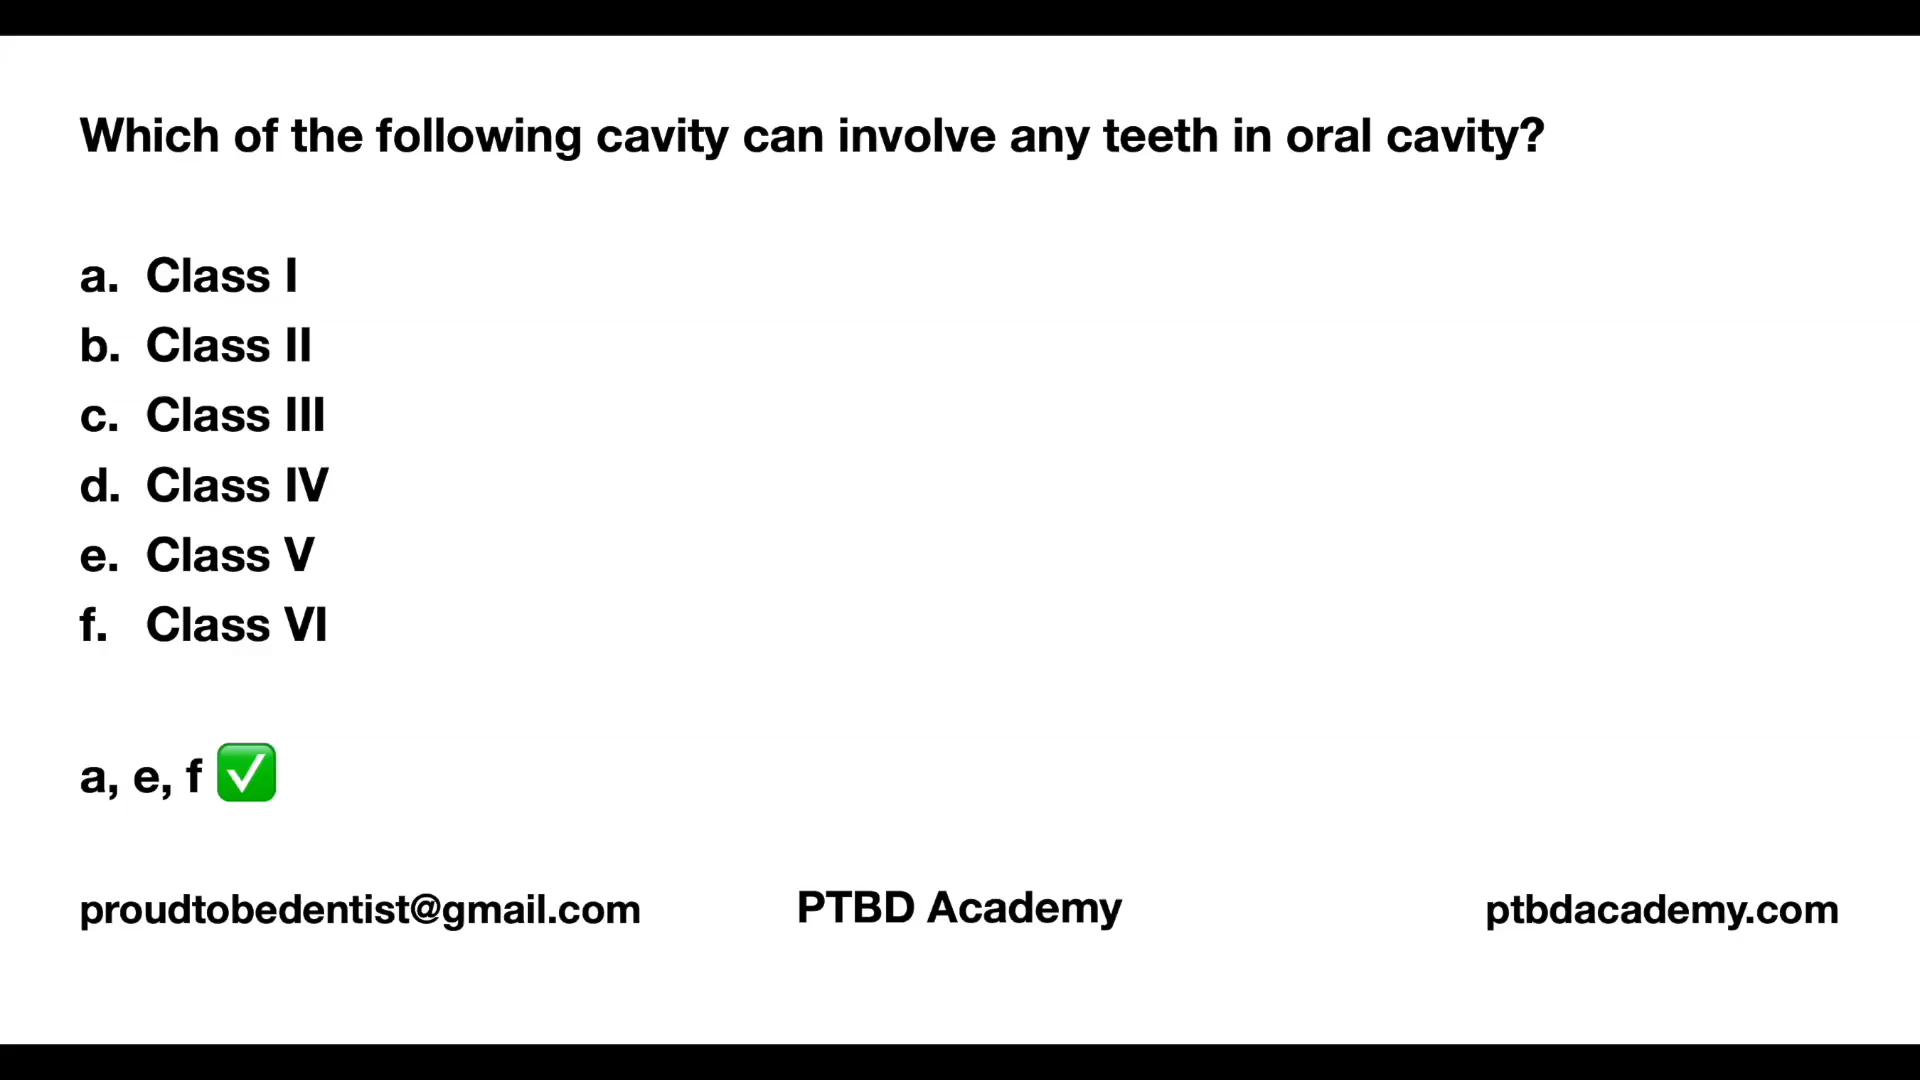 Which of the following cavity can involve any teeth in oral cavity?
a. Class I
b. Class II
c. Class III
d. Class IV
e. Class V
f. Class VI
a, e, f ✅
proudtobedentist@gmail.com PTBD Academy ptbdacademy.com